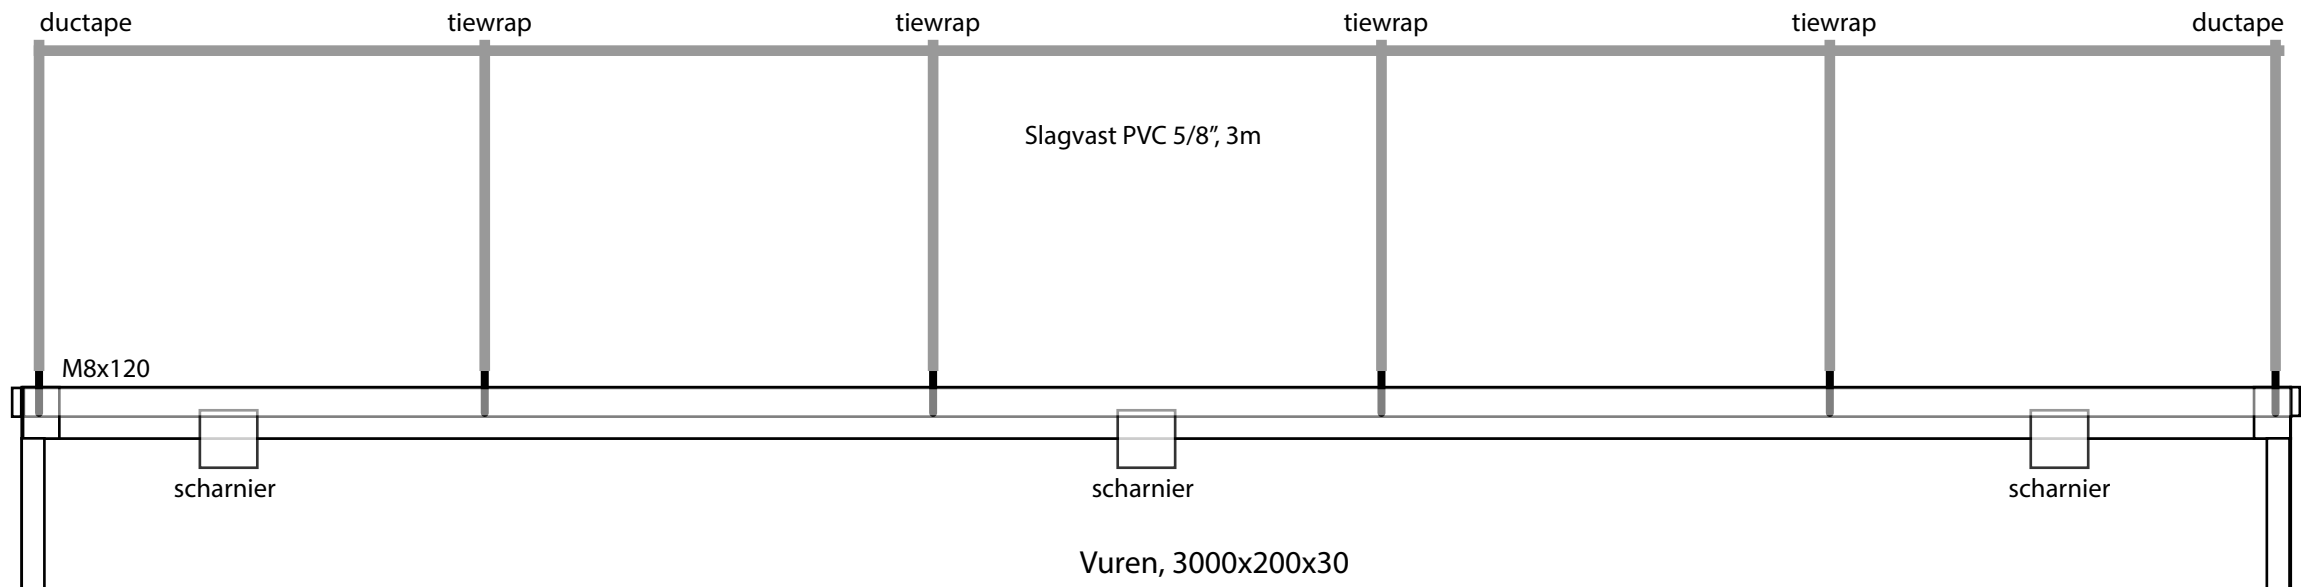 ductape
tiewrap
tiewrap
tiewrap
tiewrap
ductape
Slagvast PVC 5/8", 3m
M8x120
scharnier
scharnier
scharnier
Vuren, 3000x200x30